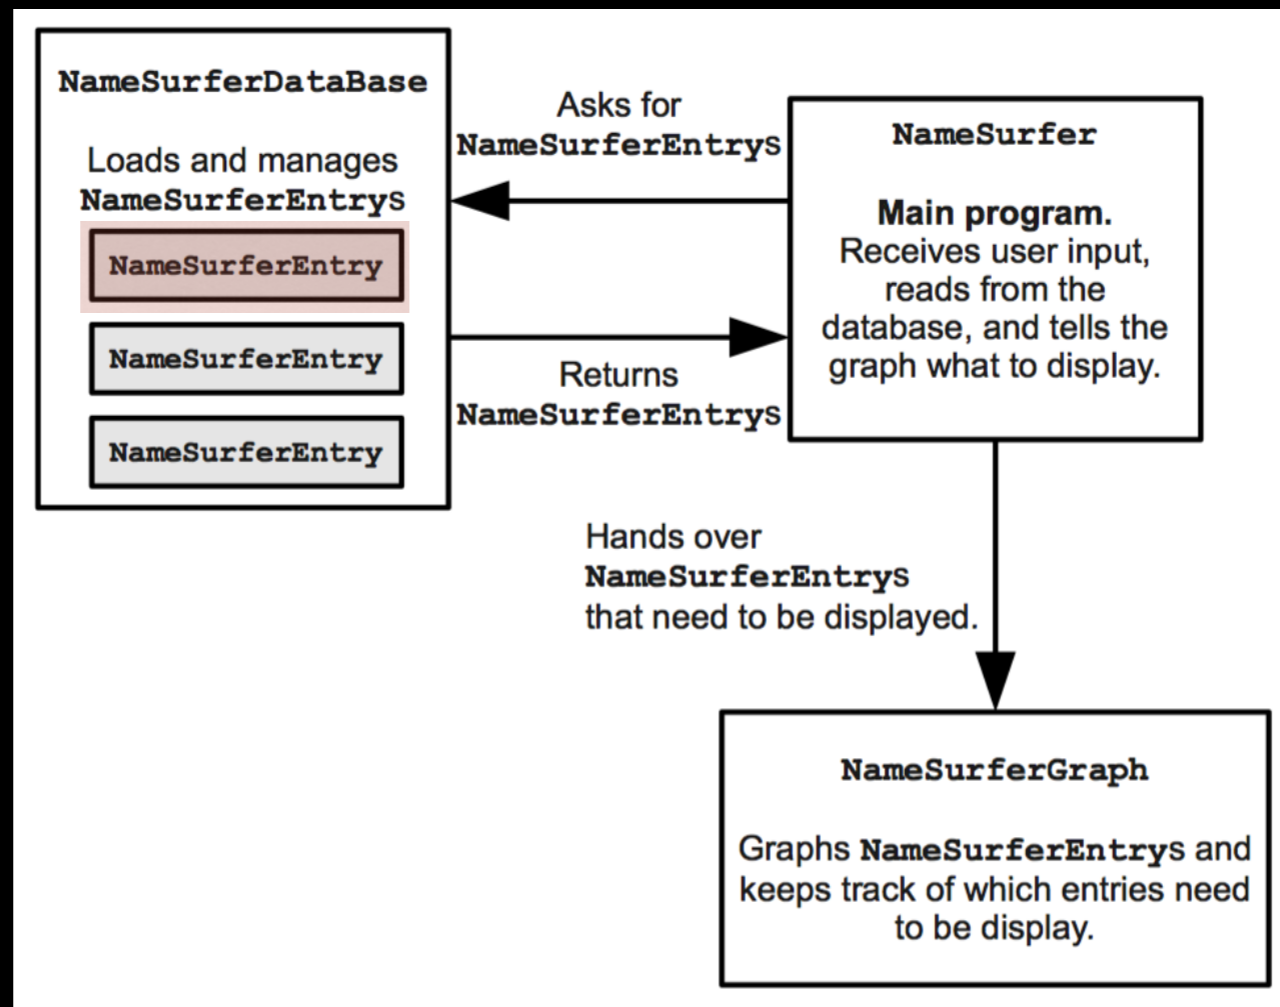 NameSurferDataBase
Loads and manages
NameSurferEntrys
NameSurferEntry
NameSurferEntry
NameSurferEntry
Asks for
NameSurferEntrys
Returns
NameSurferEntrys
NameSurfer
Main program.
Receives user input,
reads from the
database, and tells the
graph what to display.
Hands over
NameSurferEntrys
that need to be displayed.
NameSurferGraph
Graphs NameSurferEntrys and
keeps track of which entries need
to be display.